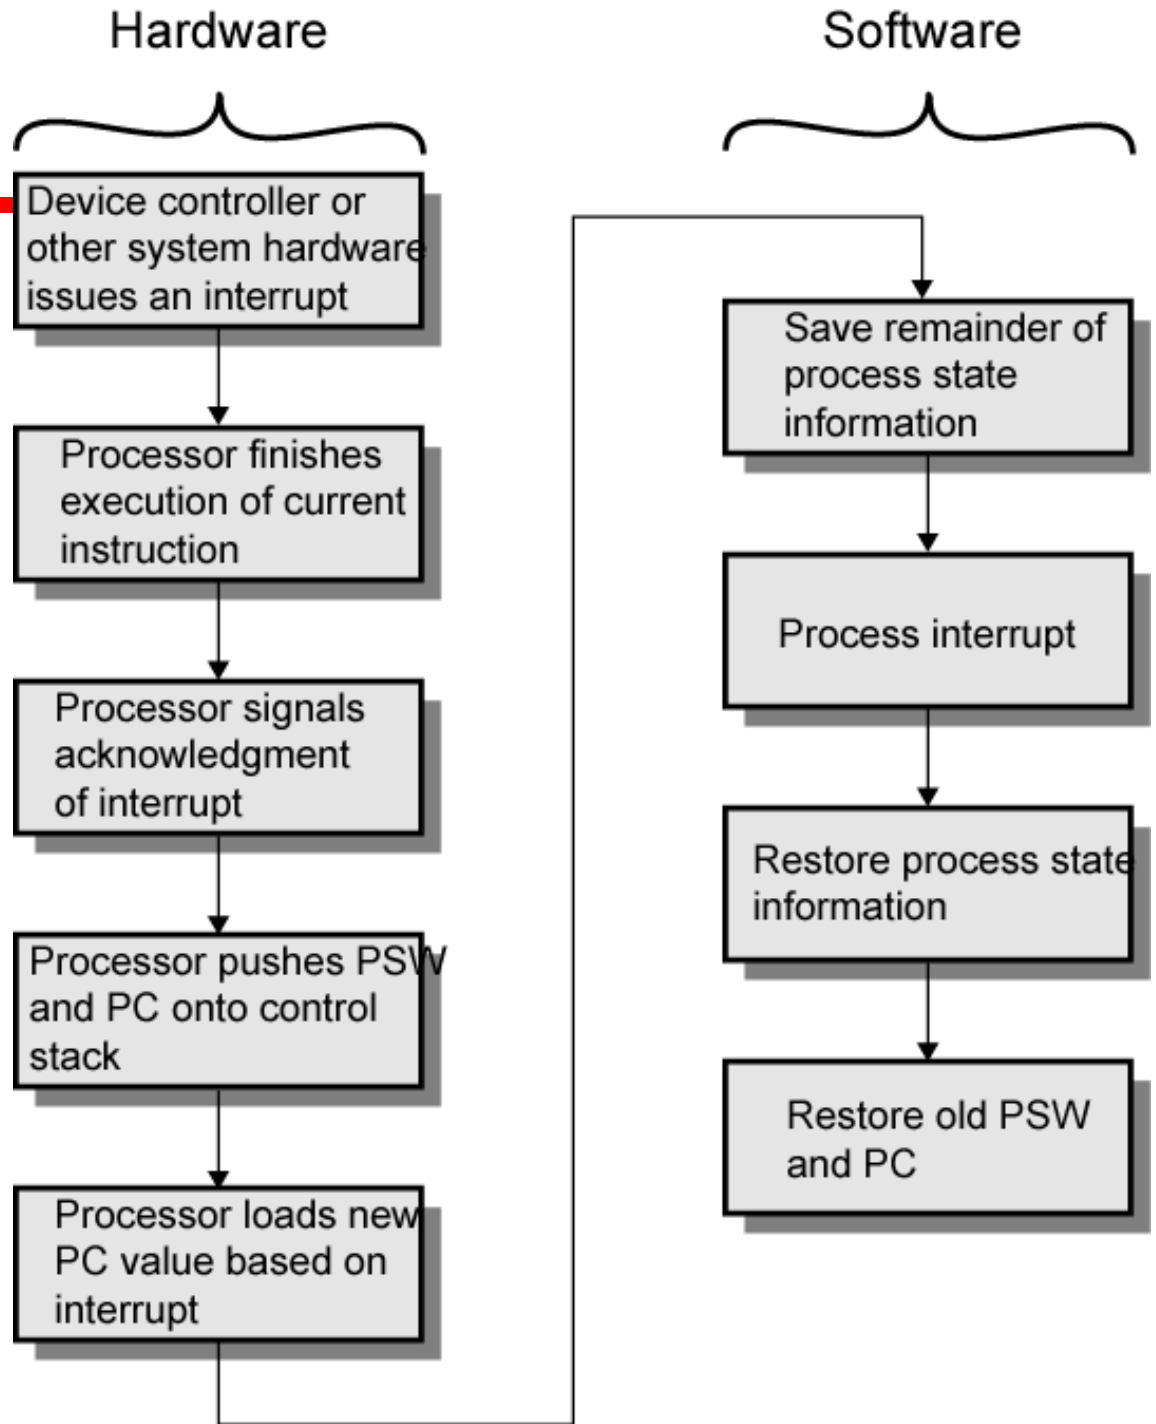 Hardware
Device controller or
other system hardware
issues an interrupt
Processor finishes
execution of current
instruction
Processor signals
acknowledgment
of interrupt
Processor pushes PSW
and PC onto control
stack
Processor loads new
PC value based on
interrupt
Software
Save remainder of
process state
information
Process interrupt
Restore process state
information
Restore old PSW
and PC